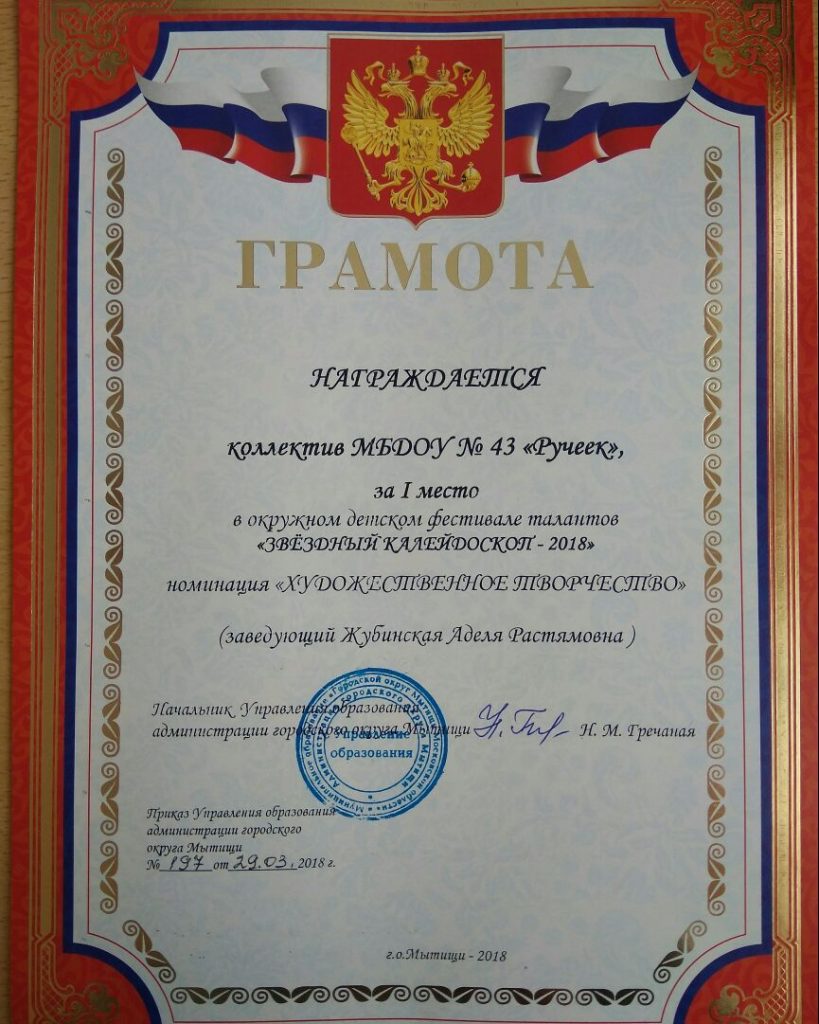 ГРАМОТА
НАГРАЖДАЕТСЯ
коллектив МБДОУ № 43 «Ручеек»,
за I место
в окружном детском фестивале талантов
«ЗВЁЗДНЫЙ КАЛЕЙДОСКОП - 2018»
номинация «ХУДОЖЕСТВЕННОЕ ТВОРЧЕСТВО»
(заведующий Жубинская Аделя Растямовна )
Начальник Управления образования
администрации городского округа Мытищи Н. М. Гречаная
Управление
образования
Приказ Управления образования
администрации городского
округа Мытищи
№ 197 от 29.03. 2018 г.
г.о.Мытищи - 2018